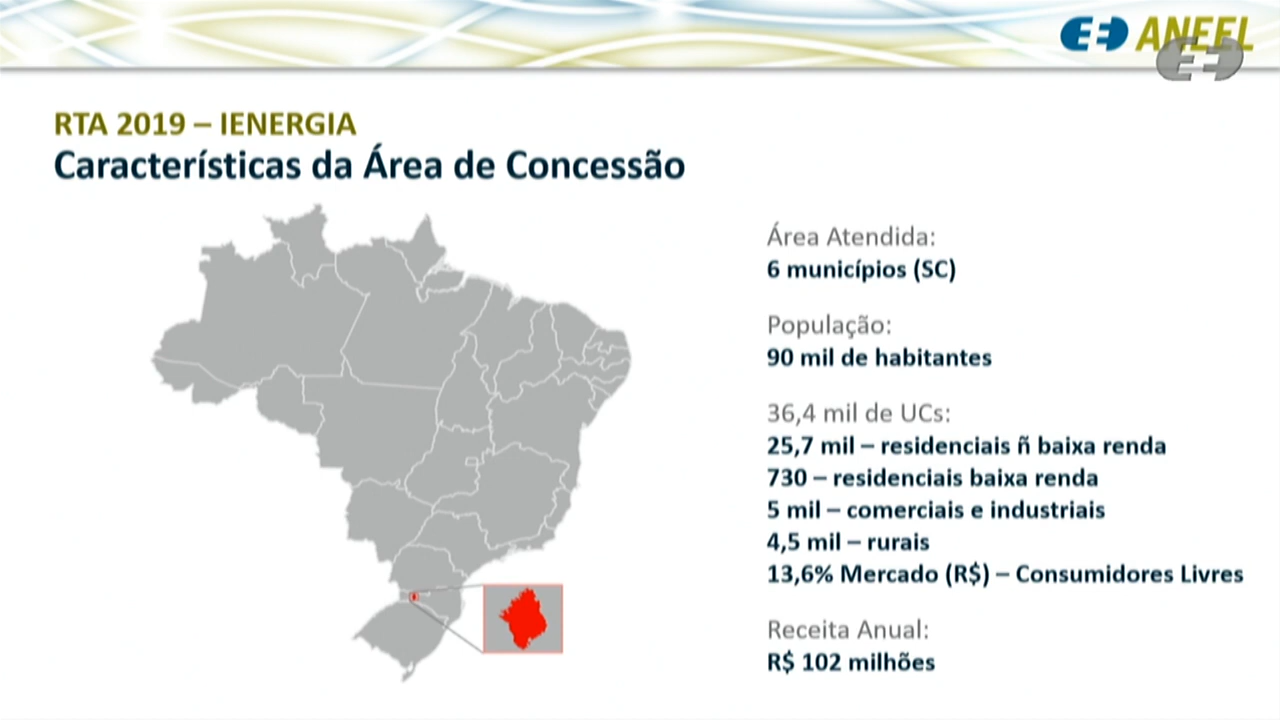 ANEEL
RTA 2019 – IENERGIA
Características da Área de Concessão
Área Atendida:
6 municípios (SC)
População:
90 mil de habitantes
36,4 mil de UCs:
25,7 mil – residenciais ñ baixa renda
730 – residenciais baixa renda
5 mil – comerciais e industriais
4,5 mil – rurais
13,6% Mercado (R$) – Consumidores Livres
Receita Anual:
R$ 102 milhões